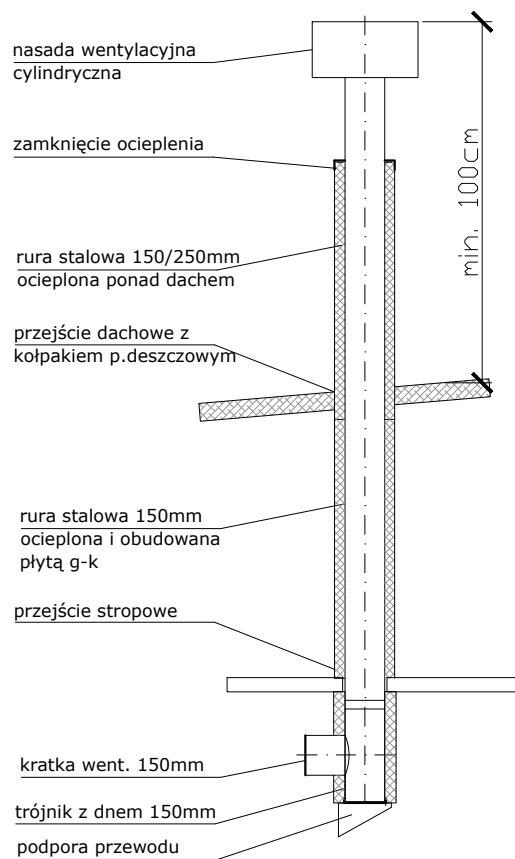 nasada wentylacyjna
cylindryczna
min. 100cm
zamknięcie ocieplenia
rura stalowa 150/250mm
ocieplona ponad dachem
przejście dachowe z
kołpakiem p.deszczowym
rura stalowa 150mm
ocieplona i obudowana
płytą g-k
przejście stropowe
kratka went. 150mm
trójnik z dnem 150mm
podpora przewodu